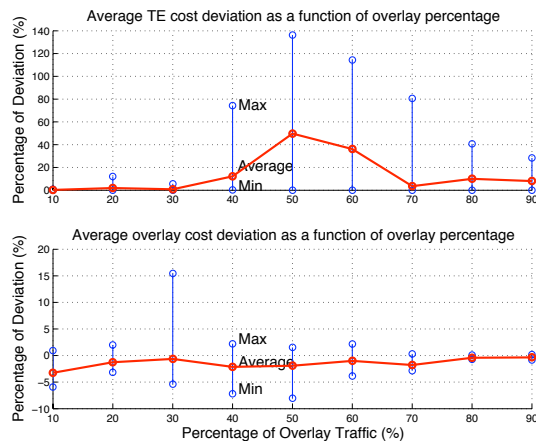 Average TE cost deviation as a function of overlay percentage
Percentage of Deviation (%)
140
120
100
80
60
40
20
0
Max
Average
Min
10 20 30 40 50 60 70 80 90
Average overlay cost deviation as a function of overlay percentage
Percentage of Deviation (%)
20
15
10
5
0
−5
−10
Max
Average
Min
10 20 30 40 50 60 70 80 90
Percentage of Overlay Traffic (%)